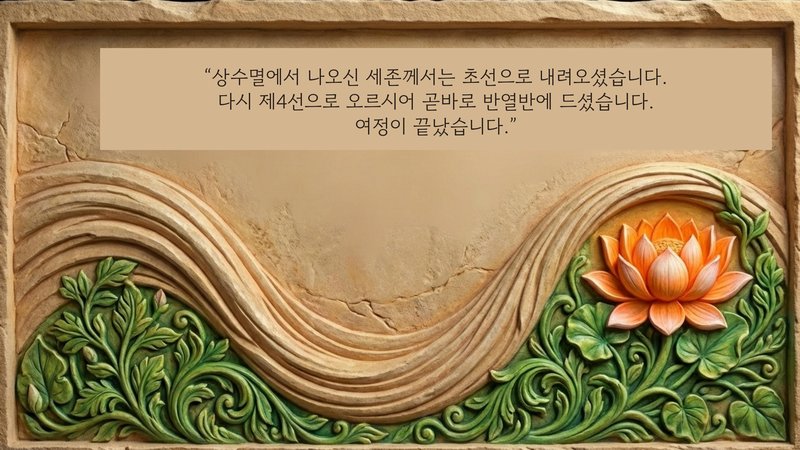 “상수멸에서 나오신 세존께서는 초선으로 내려오셨습니다.
다시 제4선으로 오르시어 곧바로 반열반에 드셨습니다.
여정이 끝났습니다.”